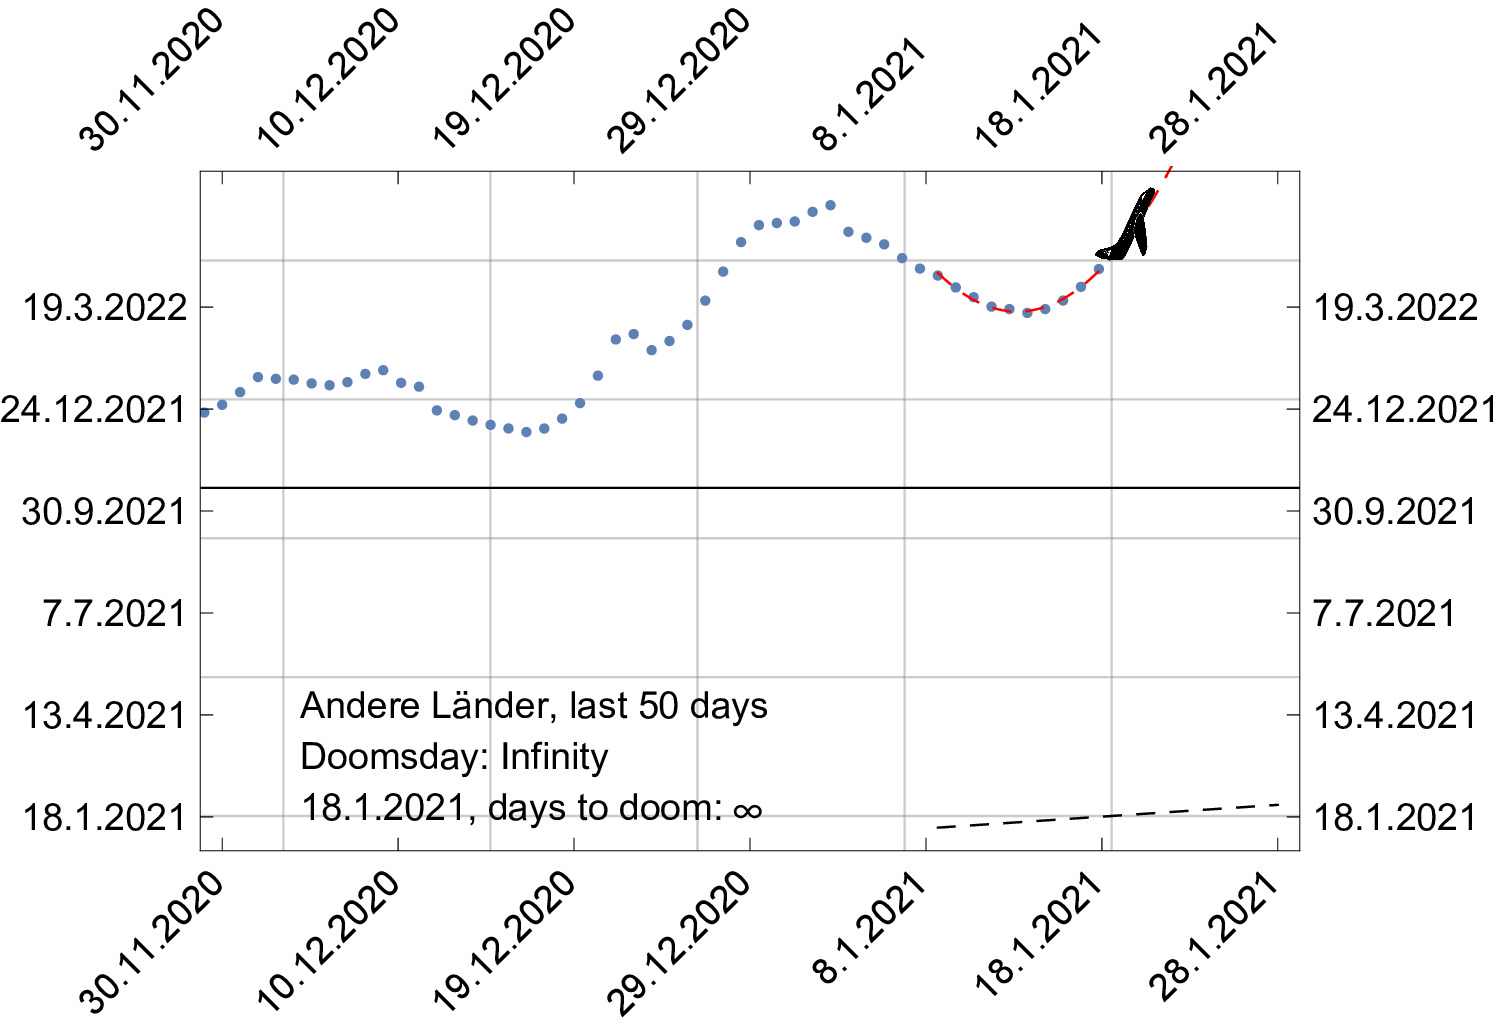 30.11.2020 10.12.2020 19.12.2020 29.12.2020 8.1.2021 18.1.2021 28.1.2021
19.3.2022 19.3.2022
24.12.2021 24.12.2021
30.9.2021 30.9.2021
7.7.2021 7.7.2021
Andere Länder, last 50 days
13.4.2021 13.4.2021
Doomsday: Infinity
18.1.2021 18.1.2021, days to doom: ∞ 18.1.2021
30.11.2020 10.12.2020 19.12.2020 29.12.2020 8.1.2021 18.1.2021 28.1.2021